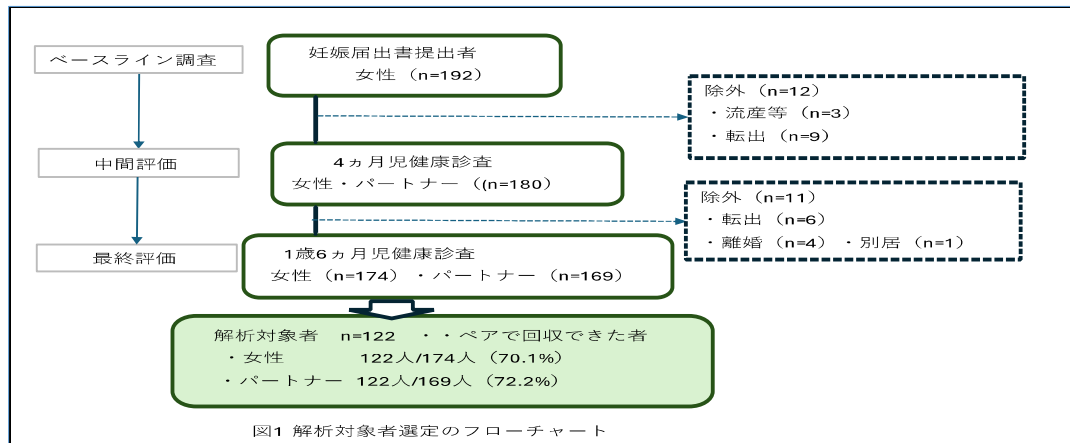 ベースライン調査
妊娠届出書提出者
女性（n=192）
除外（n=12）
・流産等（n=3）
・転出（n=9）
中間評価
4ヵ月児健康診査
女性・パートナー（(n=180）
除外（n=11）
・転出（n=6）
・離婚（n=4）・別居（n=1）
最終評価
1歳6ヵ月児健康診査
女性（n=174）・パートナー（n=169）
解析対象者　n=122　・・ペアで回収できた者
・女性　　　122人/174人（70.1%）
・パートナー 122人/169人（72.2%）
図1 解析対象者選定のフローチャート